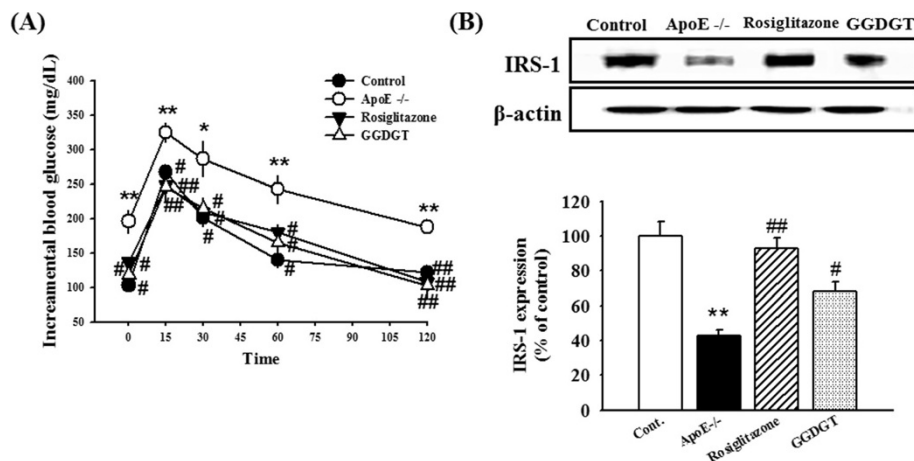 (A)
Increamental blood glucose (mg/dL)
400
350
300
250
200
150
100
50
Control
ApoE -/-
Rosiglitazone
GGDGT
**
**
*
**
**
#
##
##
#
#
#
#
#
#
#
#
#
#
##
##
##
0 15 30 45 60 75 90 105 120
Time
(B)
Control ApoE -/- Rosiglitazone GGDGT
IRS-1
β-actin
IRS-1 expression
(% of control)
120
100
80
60
40
20
0
**
##
#
Cont.
ApoE-/-
Rosiglitazone
GGDGT